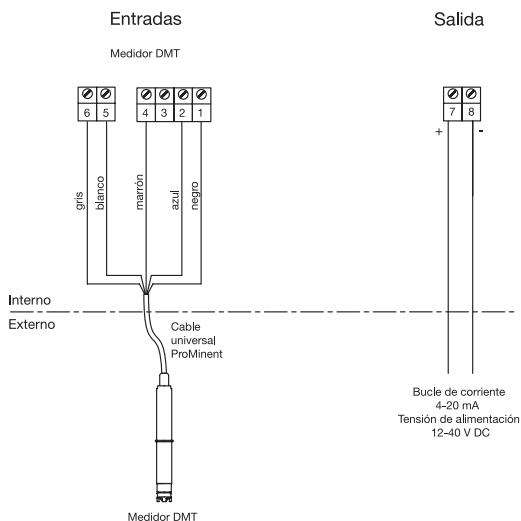 Entradas
Salida
Medidor DMT
6 5 4 3 2 1
7 8
+ -
gris
blanco
marrón
azul
negro
Interno
Externo
Cable
universal
ProMinent
Bucle de corriente
4-20 mA
Tensión de alimentación
12-40 V DC
Medidor DMT